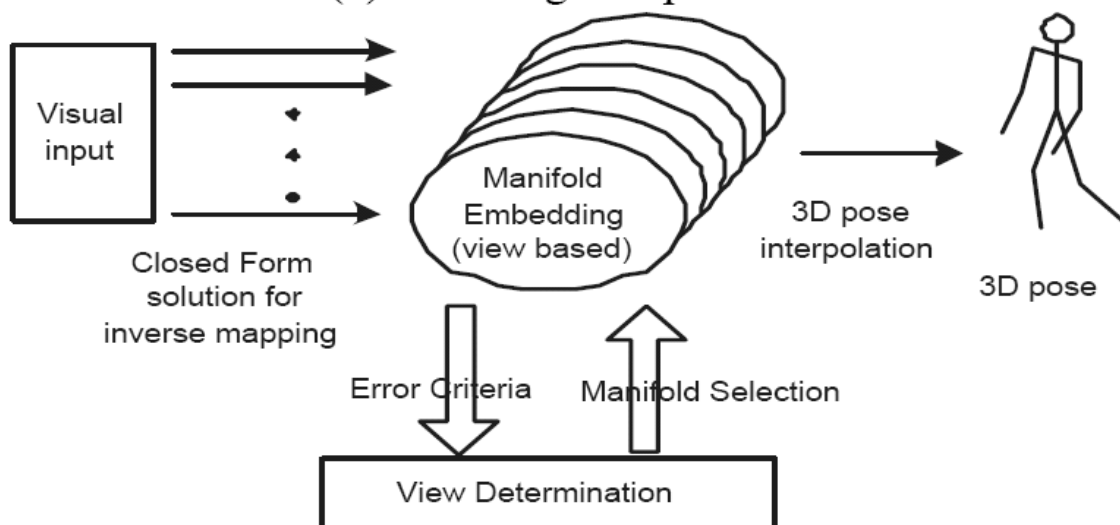 Visual
input
Manifold
Embedding
(view based)
3D pose
interpolation
3D pose
Closed Form
solution for
inverse mapping
Error Criteria
Manifold Selection
View Determination